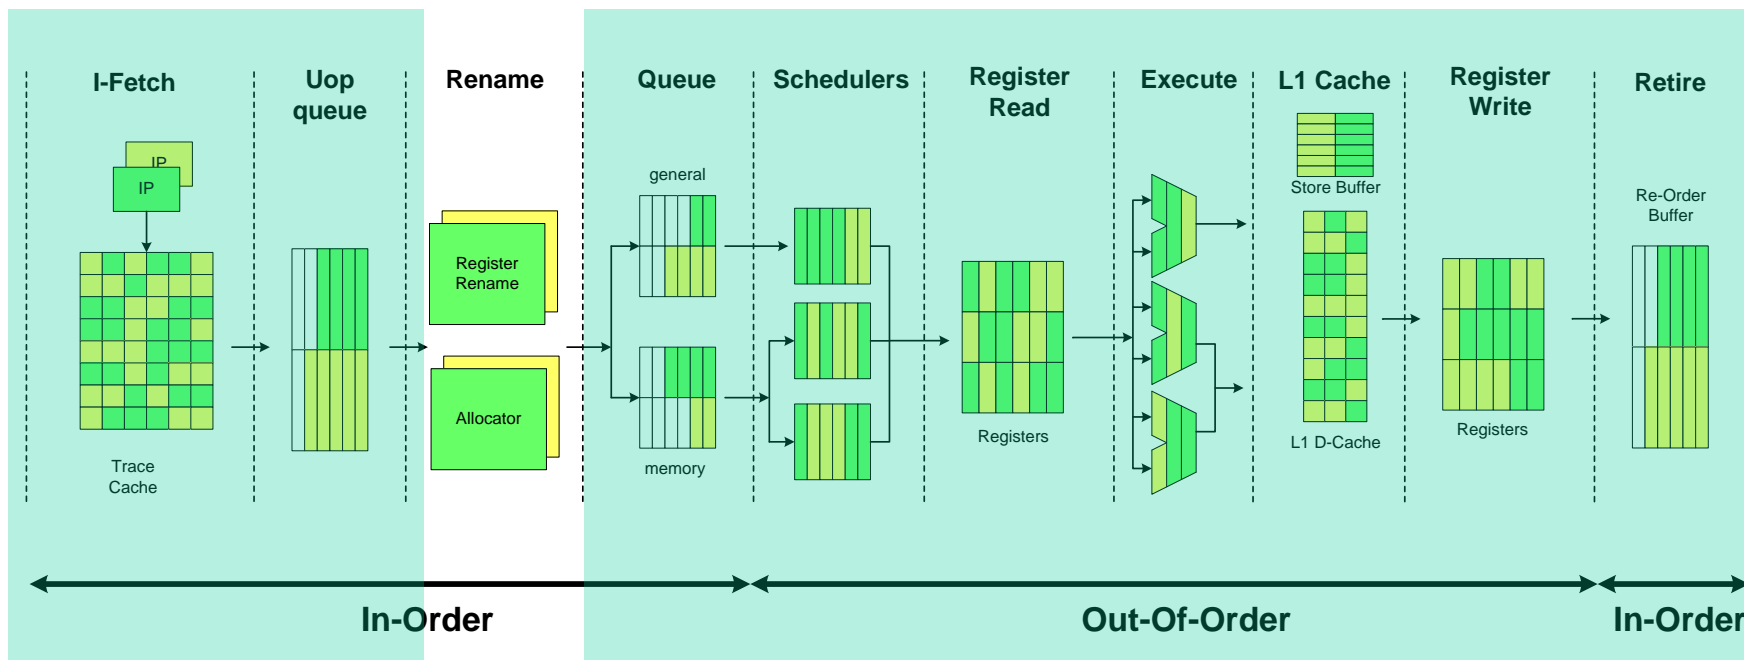 I-Fetch
Uop
queue
Rename
Queue
Schedulers
Register
Read
Execute
L1 Cache
Register
Write
Retire
IP
IP
Trace
Cache
Register
Rename
Allocator
general
memory
Registers
Store Buffer
L1 D-Cache
Registers
Re-Order
Buffer
In-Order
Out-Of-Order
In-Order